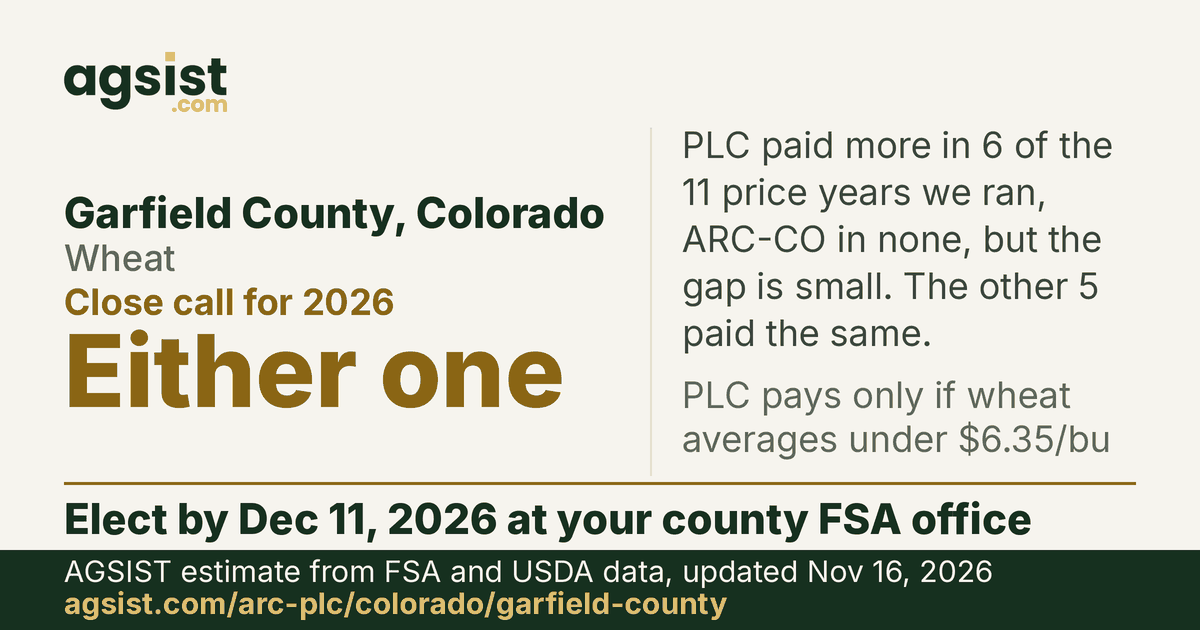 agsist
.com
Garfield County, Colorado
Wheat
Close call for 2026
Either one
PLC paid more in 6 of the
11 price years we ran,
ARC-CO in none, but the
gap is small. The other 5
paid the same.
PLC pays only if wheat
averages under $6.35/bu
Elect by Dec 11, 2026 at your county FSA office
AGSIST estimate from FSA and USDA data, updated Nov 16, 2026
agsist.com/arc-plc/colorado/garfield-county